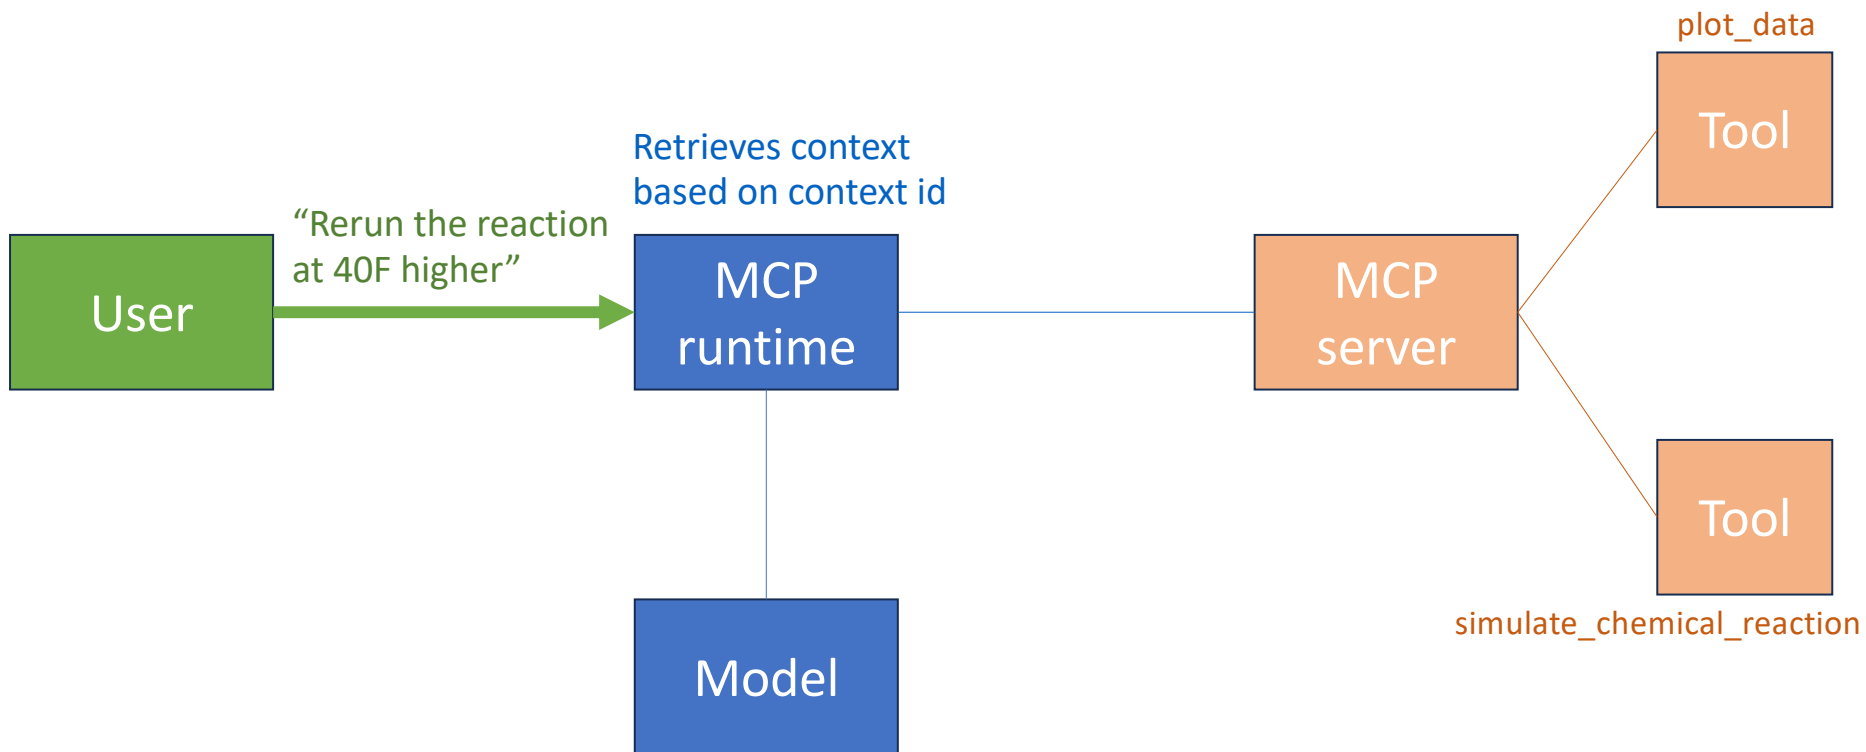 plot_data
Tool
Retrieves context
based on context id
“Rerun the reaction
at 40F higher”
User
MCP
runtime
MCP
server
Tool
simulate_chemical_reaction
Model